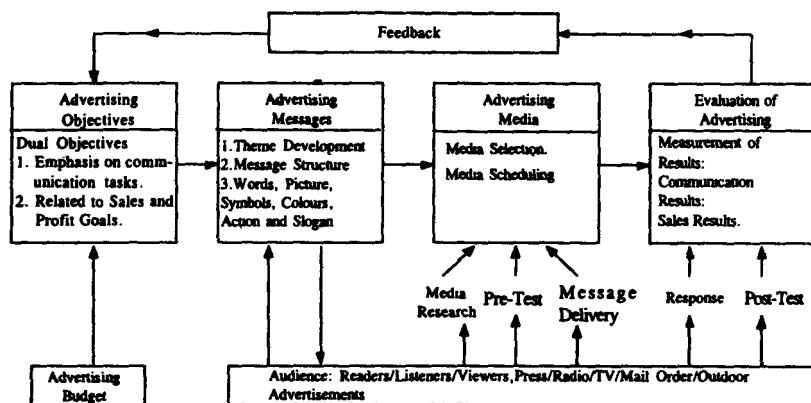 Feedback
Advertising
Objectives
Dual Objectives
1. Emphasis on comm-
unication tasks.
2. Related to Sales and
Profit Goals.
Advertising
Messages
1.Theme Development
2.Message Structure
3.Words, Picture,
Symbols, Colours,
Action and Slogan
Advertising
Media
Media Selection.
Media Scheduling
Evaluation of
Advertising
Measurement of
Results:
Communication
Results:
Sales Results.
Media
Research
Pre-Test
Message
Delivery
Response
Post-Test
Advertising
Budget
Audience: Readers/Listeners/Viewers,Press/Radio/TV/Mail Order/Outdoor
Advertisements